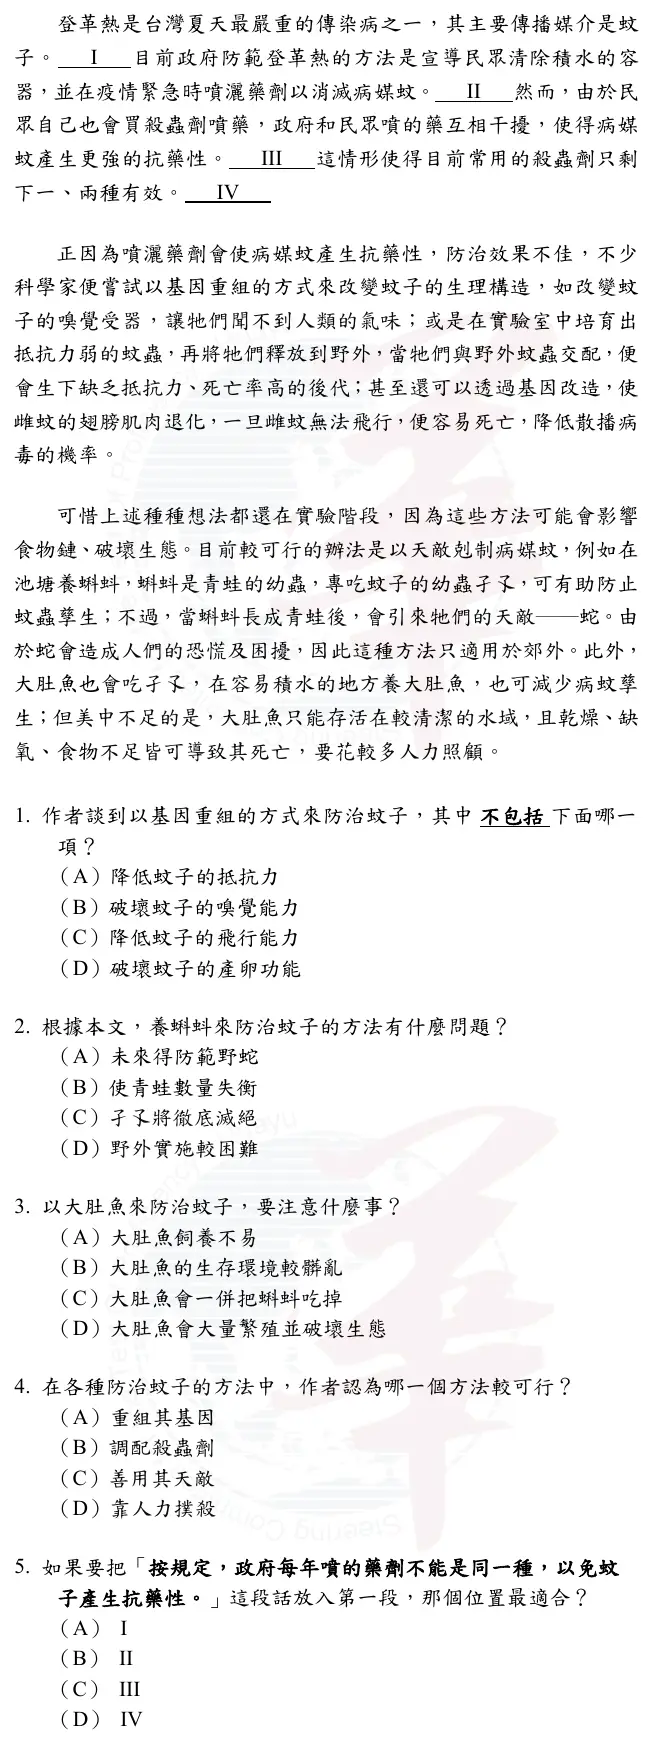 登革熱是台灣夏天最嚴重的傳染病之一，其主要傳播媒介是蚊
子。 I 目前政府防範登革熱的方法是宣導民眾清除積水的容
器，並在疫情緊急時噴灑藥劑以消滅病媒蚊。 II 然而，由於民
眾自己也會買殺蟲劑噴藥，政府和民眾噴的藥互相干擾，使得病媒
蚊產生更強的抗藥性。 III 這情形使得目前常用的殺蟲劑只剩
下一、兩種有效。 IV
正因為噴灑藥劑會使病媒蚊產生抗藥性，防治效果不佳，不少
科學家便嘗試以基因重組的方式來改變蚊子的生理構造，如改變蚊
子的嗅覺受器，讓牠們聞不到人類的氣味；或是在實驗室中培育出
抵抗力弱的蚊蟲，再將牠們釋放到野外，當牠們與野外蚊蟲交配，便
會生下缺乏抵抗力、死亡率高的後代；甚至還可以透過基因改造，使
雌蚊的翅膀肌肉退化，一旦雌蚊無法飛行，便容易死亡，降低散播病
毒的機率。
可惜上述種種想法都還在實驗階段，因為這些方法可能會影響
食物鏈、破壞生態。目前較可行的辦法是以天敵剋制病媒蚊，例如在
池塘養蝌蚪，蝌蚪是青蛙的幼蟲，專吃蚊子的幼蟲孑孓，可有助防止
蚊蟲孳生；不過，當蝌蚪長成青蛙後，會引來牠們的天敵——蛇。由
於蛇會造成人們的恐慌及困擾，因此這種方法只適用於郊外。此外，
大肚魚也會吃孑孓，在容易積水的地方養大肚魚，也可減少病蚊孳
生；但美中不足的是，大肚魚只能存活在較清潔的水域，且乾燥、缺
氧、食物不足皆可導致其死亡，要花較多人力照顧。
1. 作者談到以基因重組的方式來防治蚊子，其中 不包括 下面哪一
項？
（A）降低蚊子的抵抗力
（B）破壞蚊子的嗅覺能力
（C）降低蚊子的飛行能力
（D）破壞蚊子的產卵功能
2. 根據本文，養蝌蚪來防治蚊子的方法有什麼問題？
（A）未來得防範野蛇
（B）使青蛙數量失衡
（C）孑孓將徹底滅絕
（D）野外實施較困難
3. 以大肚魚來防治蚊子，要注意什麼事？
（A）大肚魚飼養不易
（B）大肚魚的生存環境較髒亂
（C）大肚魚會一併把蝌蚪吃掉
（D）大肚魚會大量繁殖並破壞生態
4. 在各種防治蚊子的方法中，作者認為哪一個方法較可行？
（A）重組其基因
（B）調配殺蟲劑
（C）善用其天敵
（D）靠人力撲殺
5. 如果要把「按規定，政府每年噴的藥劑不能是同一種，以免蚊
子產生抗藥性。」這段話放入第一段，那個位置最適合？
（A） I
（B） II
（C） III
（D） IV